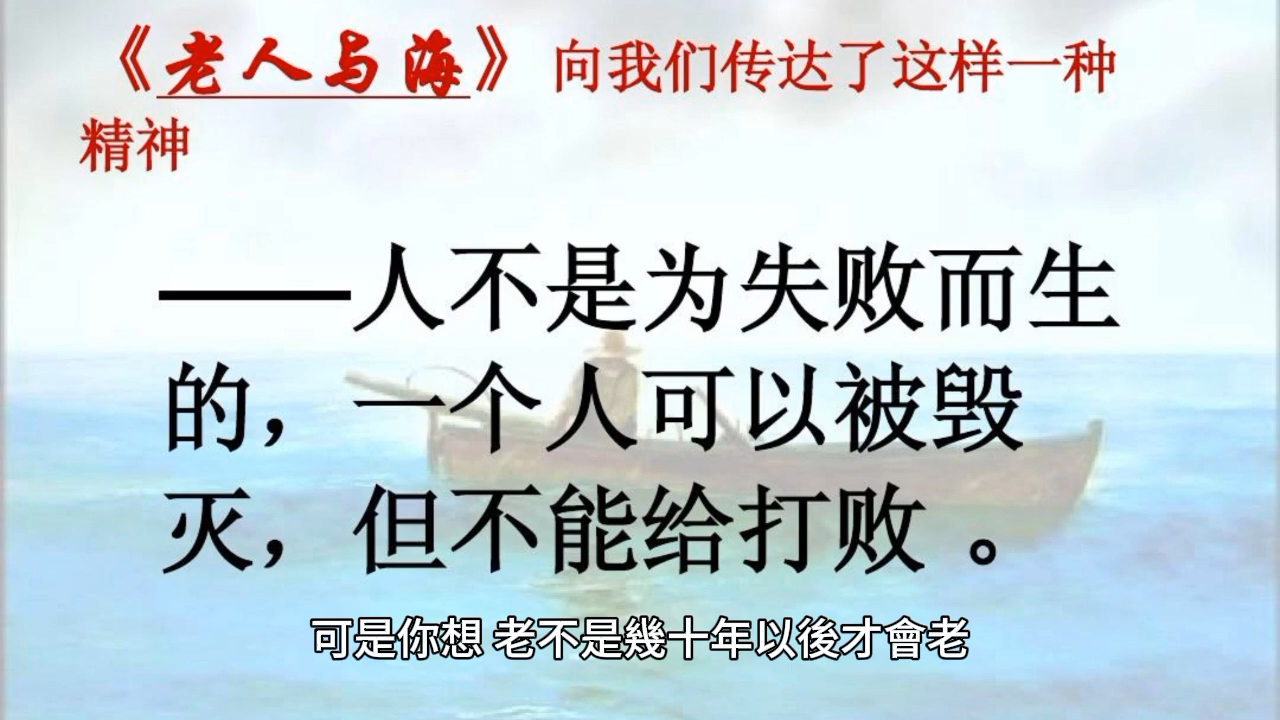 《老人与海》 向我们传达了这样一种
精神
——人不是为失败而生
的，一个人可以被毁
灭，但不能给打败 。
可是你想 老不是幾十年以後才會老